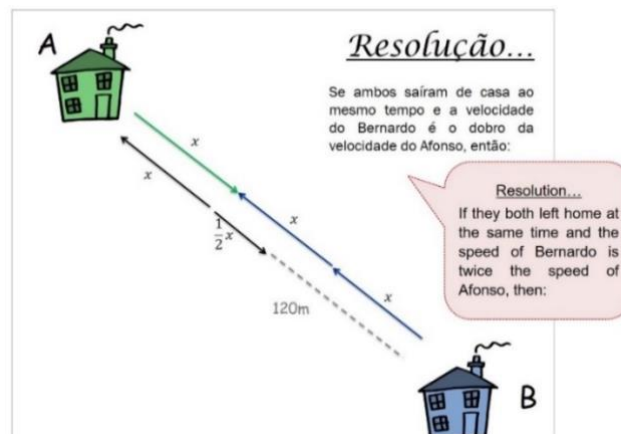 A
Resolução...
Se ambos saíram de casa ao
mesmo tempo e a velocidade
do Bernardo é o dobro da
velocidade do Afonso, então:
x
x
x
1/2 x
x
120m
Resolution...
If they both left home at
the same time and the
speed of Bernardo is
twice the speed of
Afonso, then:
B